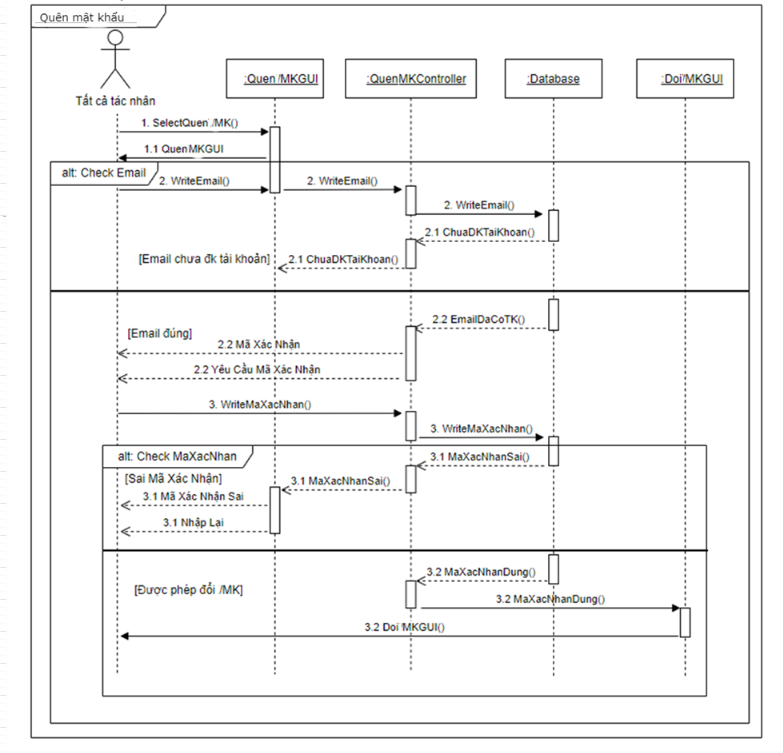 Quên mật khẩu
:Quen /MKGUI
:QuenMKController
:Database
:Doi/MKGUI
Tất cả tác nhân
1. SelectQuen /MK()
1.1 QuenMKGUI
alt: Check Email
2. WriteEmail()
2. WriteEmail()
2. WriteEmail()
2.1 ChuaDKTaiKhoan()
[Email chưa đk tài khoản]
2.1 ChuaDKTaiKhoan()
2.2 EmailDaCoTK()
[Email đúng]
2.2 Mã Xác Nhận
2.2 Yêu Cầu Mã Xác Nhận
3. WriteMaXacNhan()
3. WriteMaXacNhan()
alt: Check MaXacNhan
3.1 MaXacNhanSai()
[Sai Mã Xác Nhận]
3.1 MaXacNhanSai()
3.1 Mã Xác Nhận Sai
3.1 Nhập Lại
3.2 MaXacNhanDung()
[Được phép đổi /MK]
3.2 MaXacNhanDung()
3.2 Doi MKGUI()